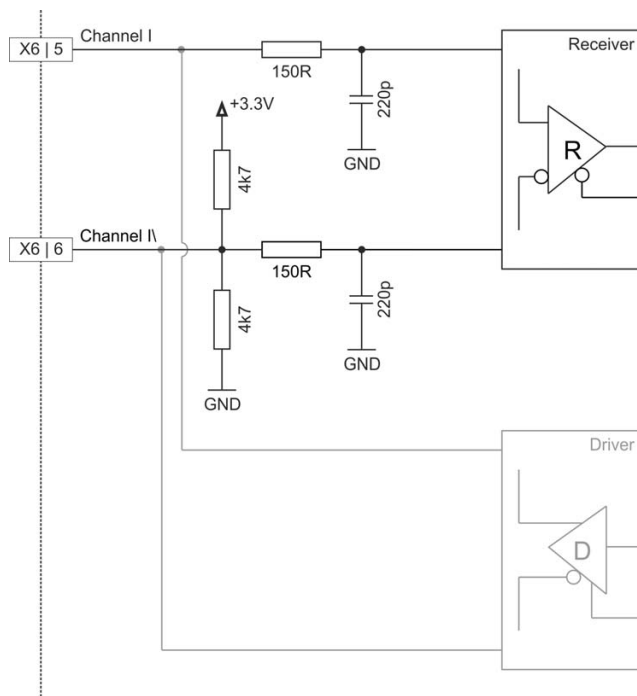 X6 | 5
Channel I
150R
220p
GND
Receiver
+3.3V
4k7
R
X6 | 6
Channel I\
150R
4k7
220p
GND
GND
Driver
D